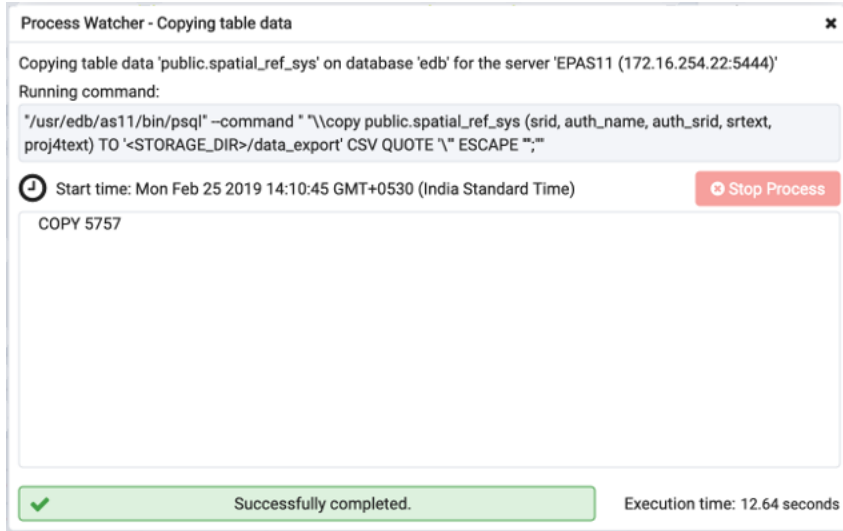 Process Watcher - Copying table data
Copying table data 'public.spatial_ref_sys' on database 'edb' for the server 'EPAS11 (172.16.254.22:5444)'
Running command:
"/usr/edb/as11/bin/psql" --command " "\\copy public.spatial_ref_sys (srid, auth_name, auth_srid, srtext,
proj4text) TO '<STORAGE_DIR>/data_export' CSV QUOTE '\"' ESCAPE '''';""
Start time: Mon Feb 25 2019 14:10:45 GMT+0530 (India Standard Time)
Stop Process
COPY 5757
Successfully completed.
Execution time: 12.64 seconds